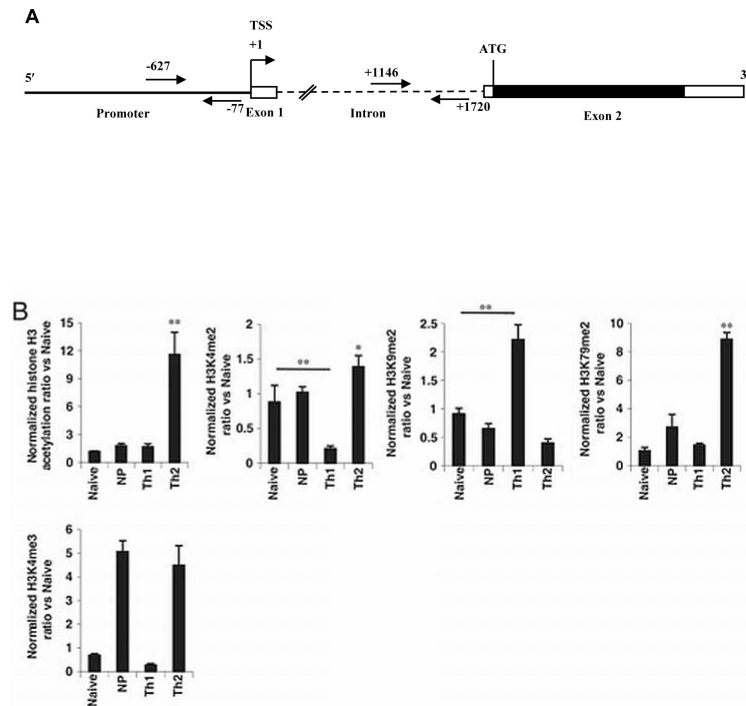 A
TSS
+1
-627
+1146
ATG
5'
3
-77
+1720
Promoter
Exon 1
Intron
Exon 2
B
Normalized histone H3
acetylation ratio vs Naive
15
12
9
6
3
0
**
Naive
NP
Th1
Th2
Normalized H3K4me2
ratio vs Naive
2
1.5
1
0.5
0
**
*
Naive
NP
Th1
Th2
Normalized H3K9me2
ratio vs Naive
2.5
2
1.5
1
0.5
0
**
Naive
NP
Th1
Th2
Normalized H3K79me2
ratio vs Naive
10
8
6
4
2
0
**
Naive
NP
Th1
Th2
Normalized H3K4me3
ratio vs Naive
6
5
4
3
2
1
0
Naive
NP
Th1
Th2